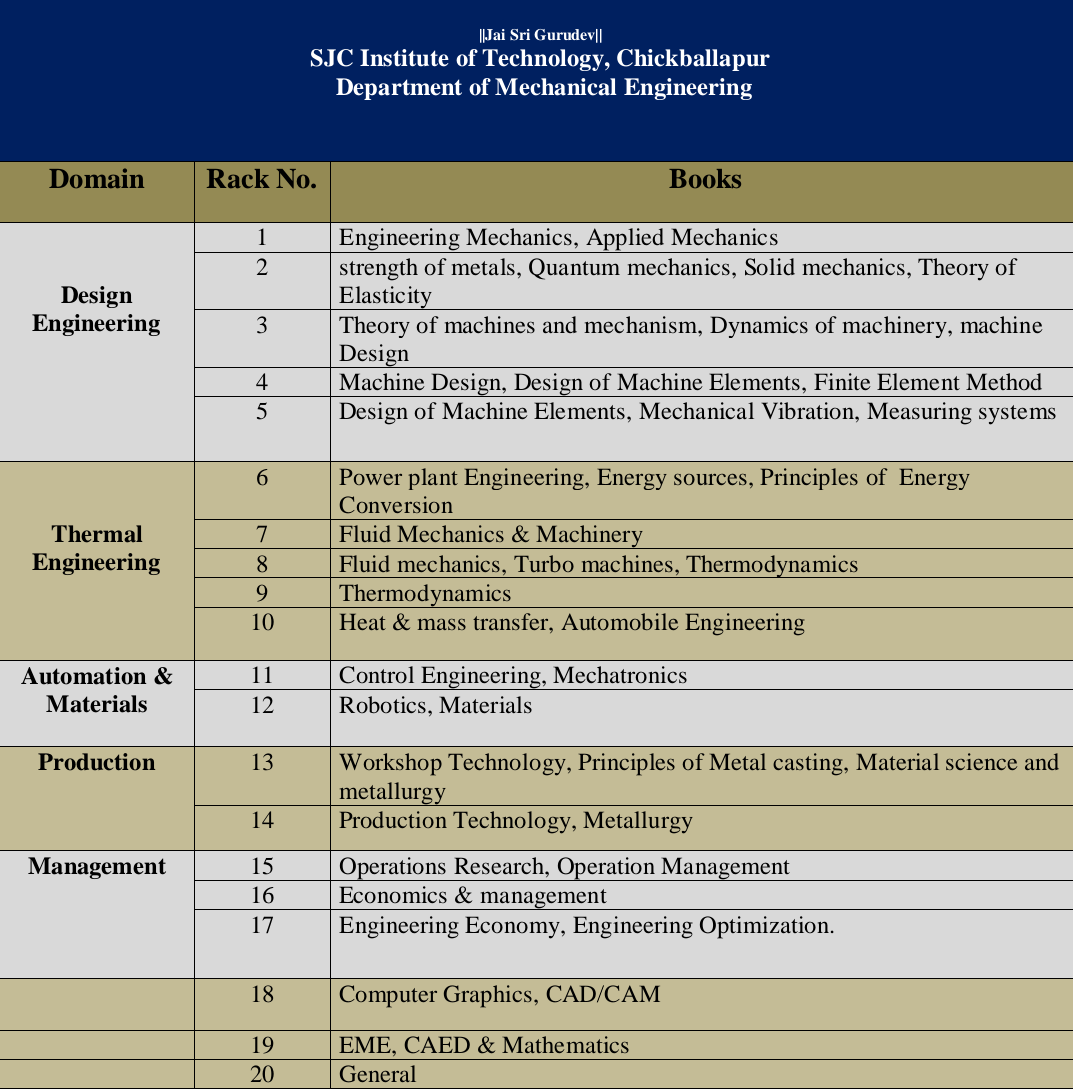 ||Jai Sri Gurudev||
SJC Institute of Technology, Chickballapur
Department of Mechanical Engineering
Domain Rack No. Books
Design
Engineering
1 Engineering Mechanics, Applied Mechanics
2 strength of metals, Quantum mechanics, Solid mechanics, Theory of
Elasticity
3 Theory of machines and mechanism, Dynamics of machinery, machine
Design
4 Machine Design, Design of Machine Elements, Finite Element Method
5 Design of Machine Elements, Mechanical Vibration, Measuring systems
Thermal
Engineering
6 Power plant Engineering, Energy sources, Principles of Energy
Conversion
7 Fluid Mechanics & Machinery
8 Fluid mechanics, Turbo machines, Thermodynamics
9 Thermodynamics
10 Heat & mass transfer, Automobile Engineering
Automation &
Materials
11 Control Engineering, Mechatronics
12 Robotics, Materials
Production
13 Workshop Technology, Principles of Metal casting, Material science and
metallurgy
14 Production Technology, Metallurgy
Management
15 Operations Research, Operation Management
16 Economics & management
17 Engineering Economy, Engineering Optimization.
18 Computer Graphics, CAD/CAM
19 EME, CAED & Mathematics
20 General